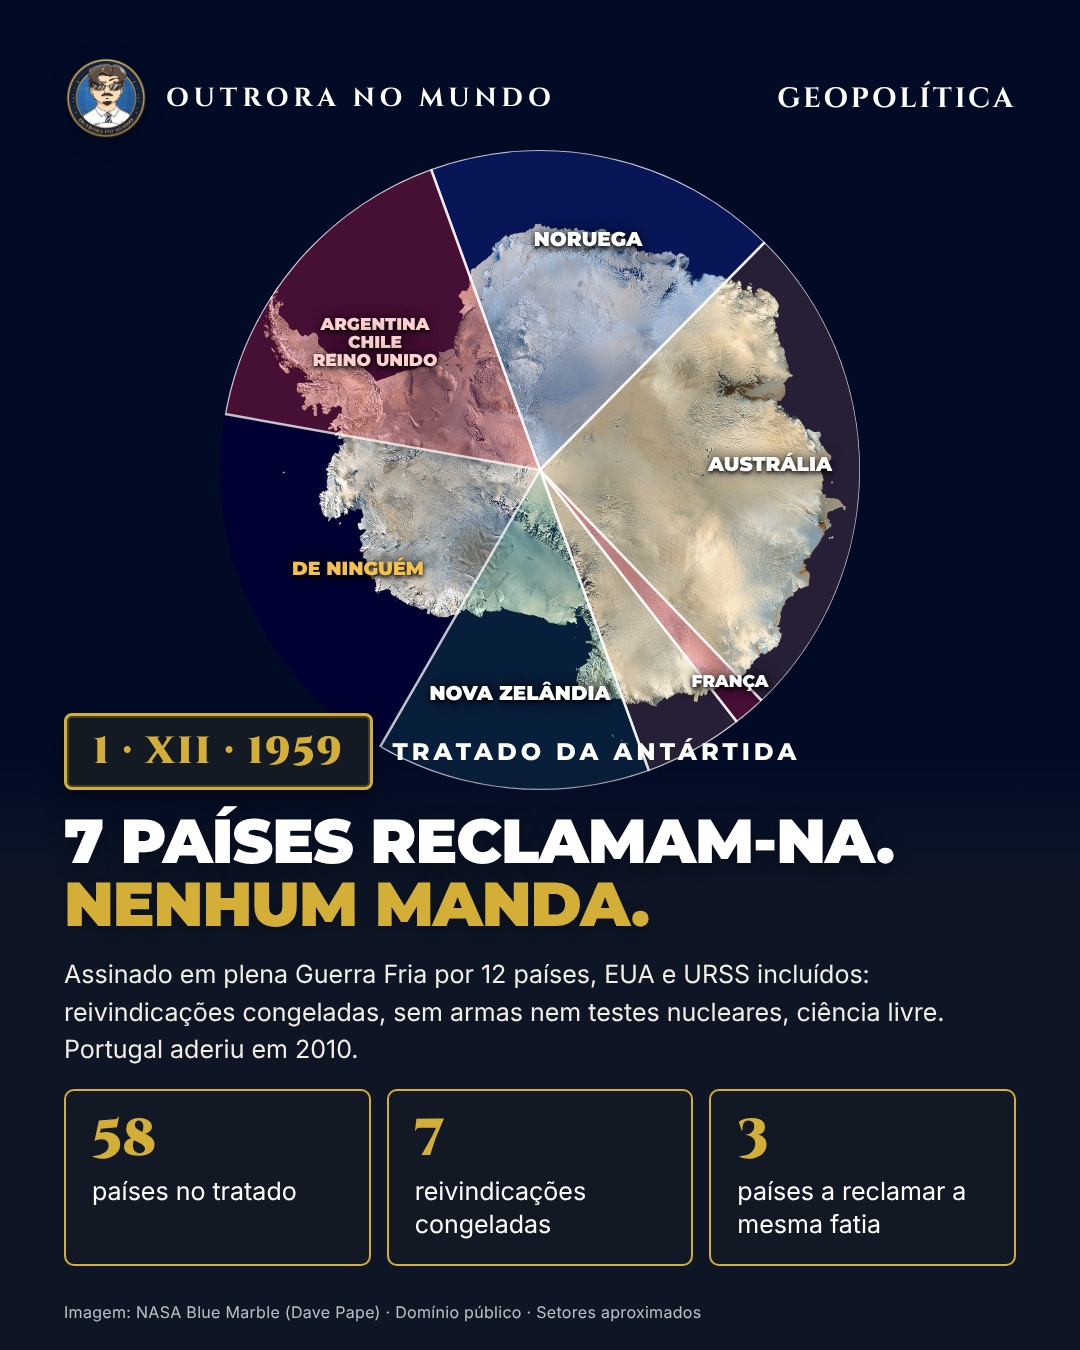 OUTRORA NO MUNDO
GEOPOLÍTICA
NORUEGA
ARGENTINA
CHILE
REINO UNIDO
AUSTRÁLIA
DE NINGUÉM
FRANÇA
NOVA ZELÂNDIA
1 · XII · 1959
TRATADO DA ANTÁRTIDA
7 PAÍSES RECLAMAM-NA.
NENHUM MANDA.
Assinado em plena Guerra Fria por 12 países, EUA e URSS incluídos:
reivindicações congeladas, sem armas nem testes nucleares, ciência livre.
Portugal aderiu em 2010.
58
países no tratado
7
reivindicações
congeladas
3
países a reclamar a
mesma fatia
Imagem: NASA Blue Marble (Dave Pape) · Domínio público · Setores aproximados